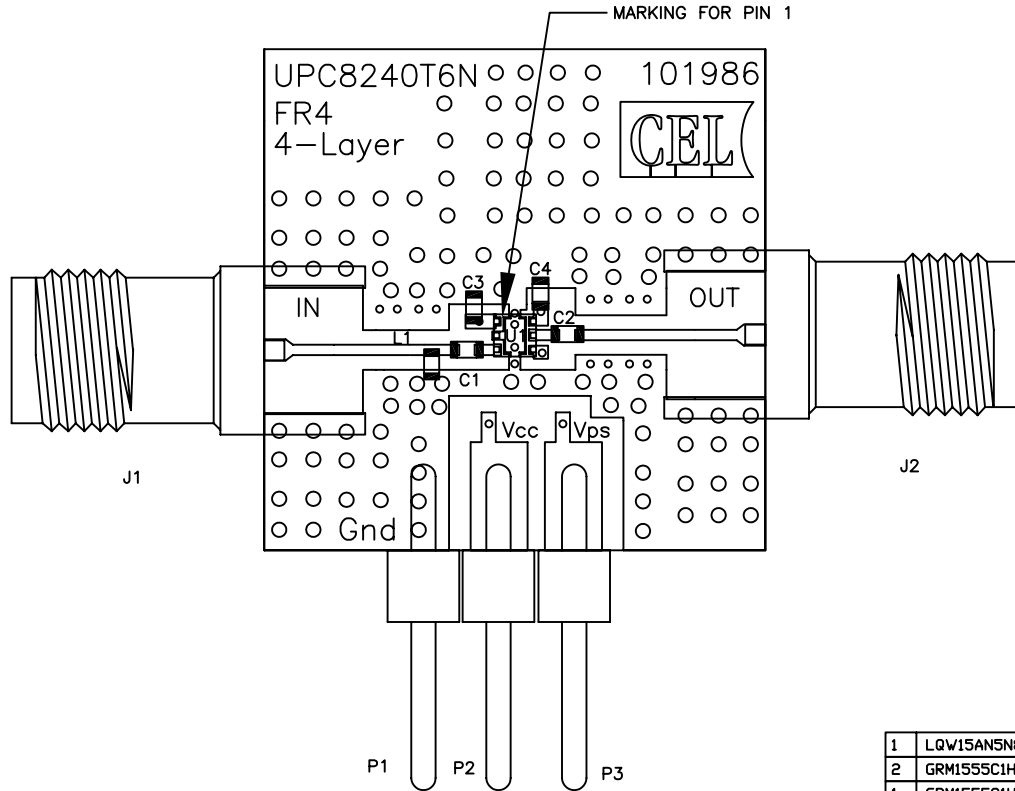 MARKING FOR PIN 1
UPC8240T6N
101986
FR4
4-Layer
CEL
C3
C4
IN
OUT
L1
U1
C2
C1
Vcc
Vps
J1
J2
Gnd
P1
P2
P3
1
2 GRM1555C1H